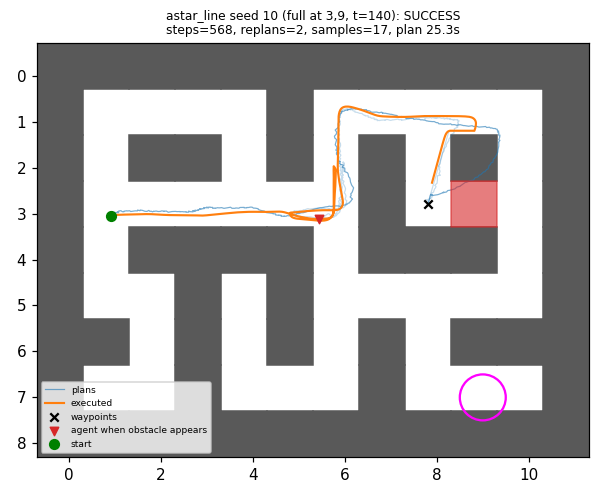 astar_line seed 10 (full at 3,9, t=140): SUCCESS
steps=568, replans=2, samples=17, plan 25.3s
0
1
2
3
4
5
6
7
8
plans
executed
waypoints
agent when obstacle appears
start
0 2 4 6 8 10